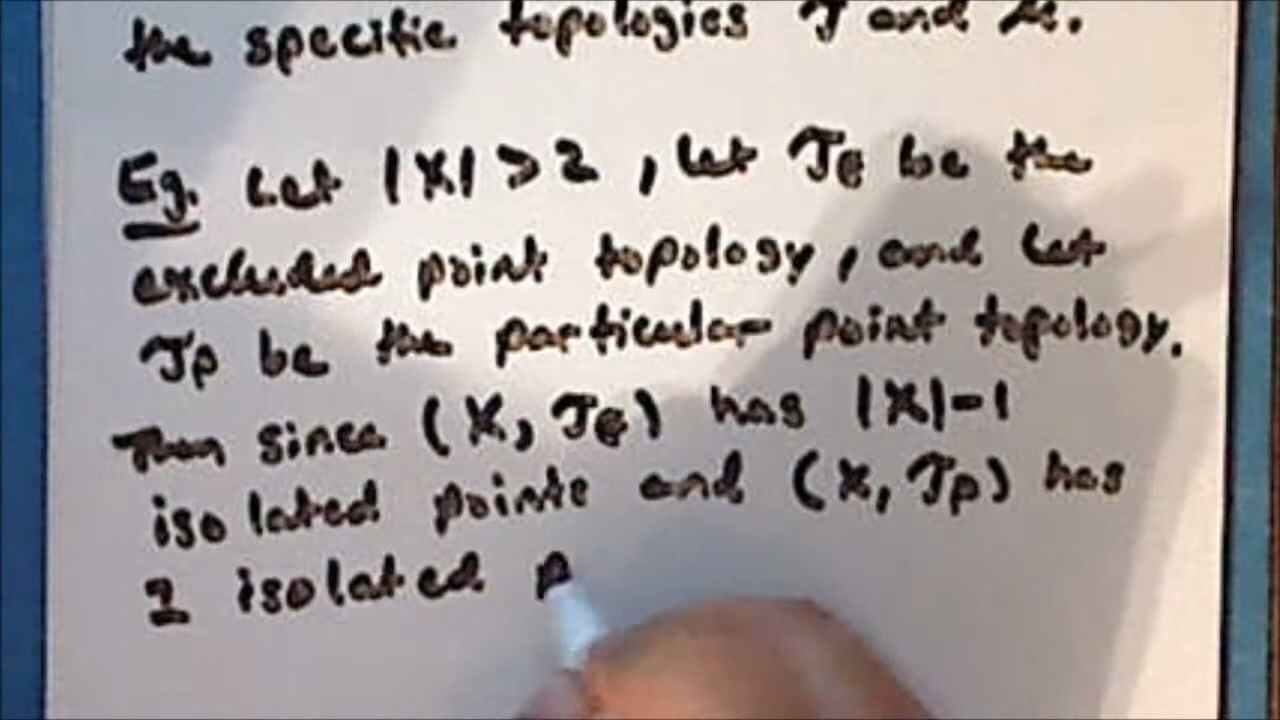 the specific topologies T and M.
Eg. Let |X| > 2, let TE be the
excluded point topology, and let
Tp be the particular point topology.
Then since (X, TE) has |X|-1
isolated points and (X, Tp) has
1 isolated p